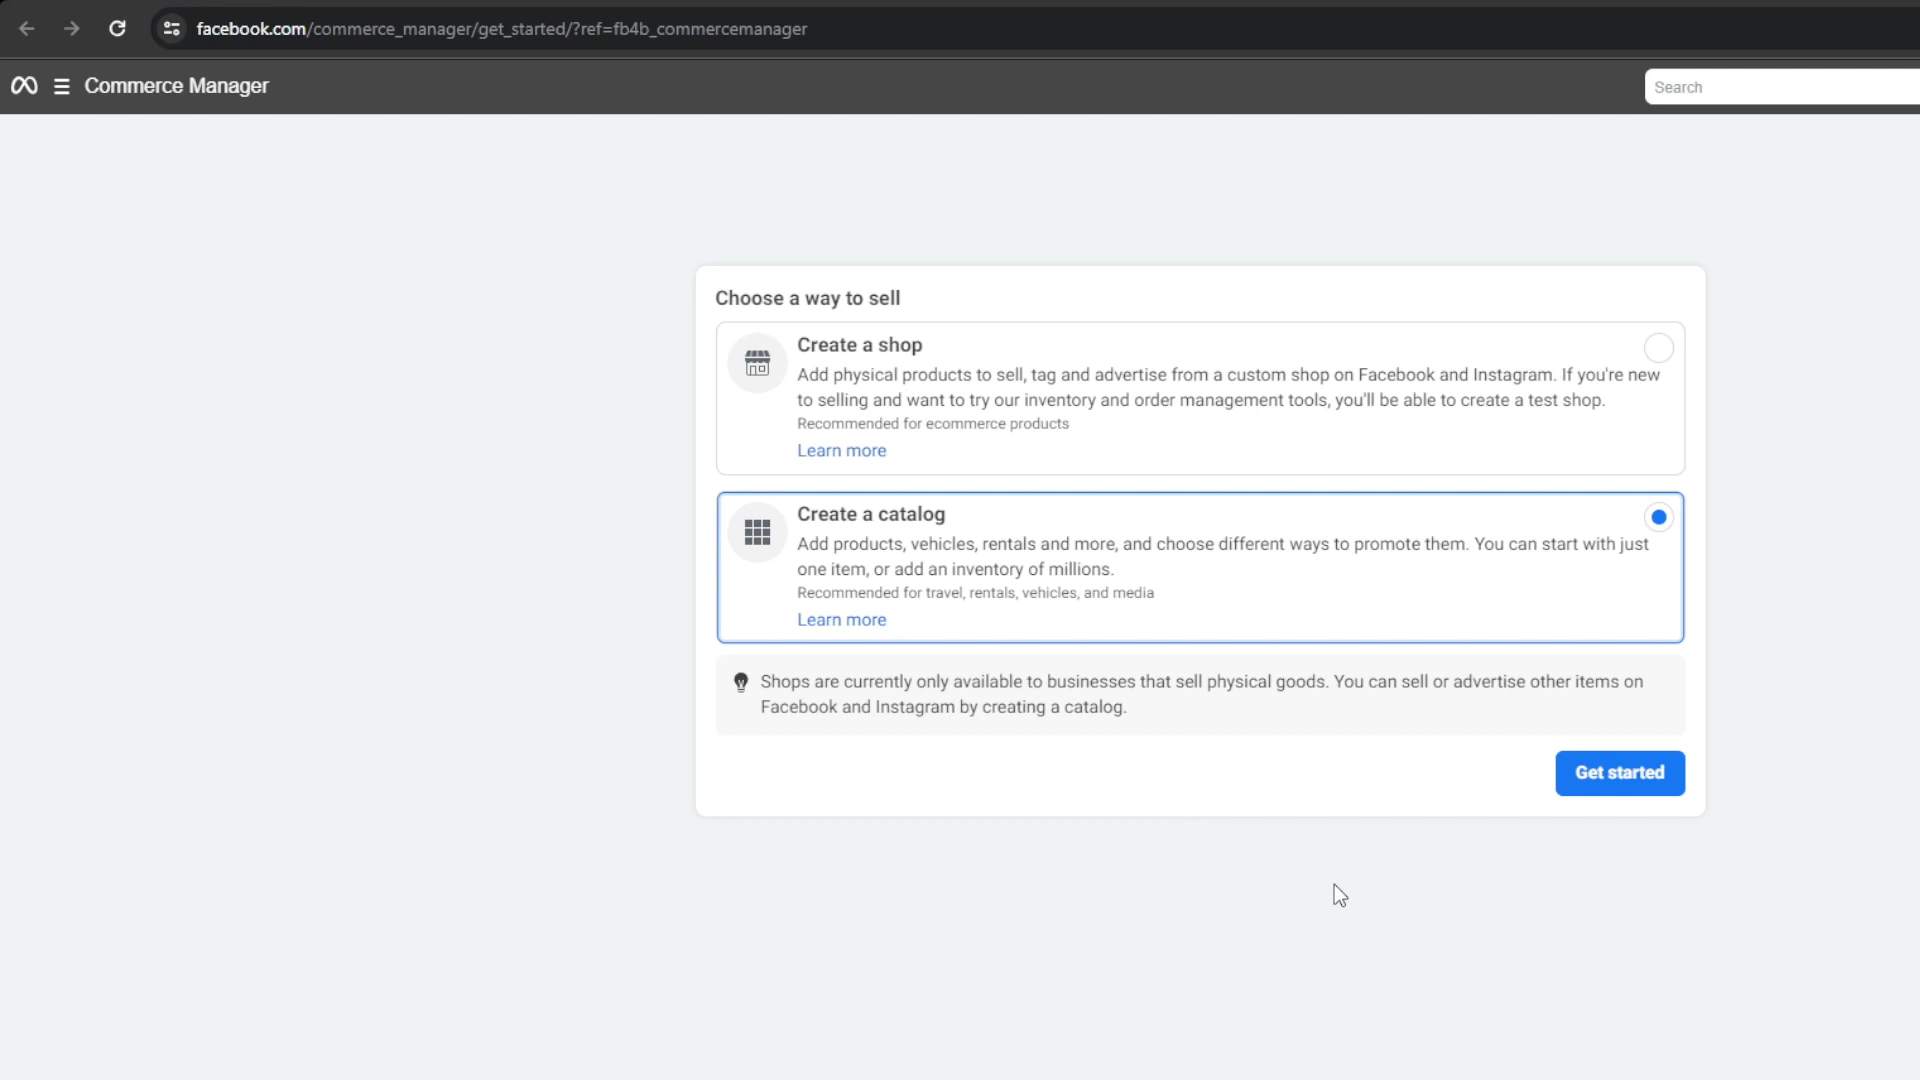 facebook.com/commerce_manager/get_started/?ref=fb4b_commercemanager
Commerce Manager
Search
Choose a way to sell
Create a shop
Add physical products to sell, tag and advertise from a custom shop on Facebook and Instagram. If you're new
to selling and want to try our inventory and order management tools, you'll be able to create a test shop.
Recommended for ecommerce products
Learn more
Create a catalog
Add products, vehicles, rentals and more, and choose different ways to promote them. You can start with just
one item, or add an inventory of millions.
Recommended for travel, rentals, vehicles, and media
Learn more
Shops are currently only available to businesses that sell physical goods. You can sell or advertise other items on
Facebook and Instagram by creating a catalog.
Get started